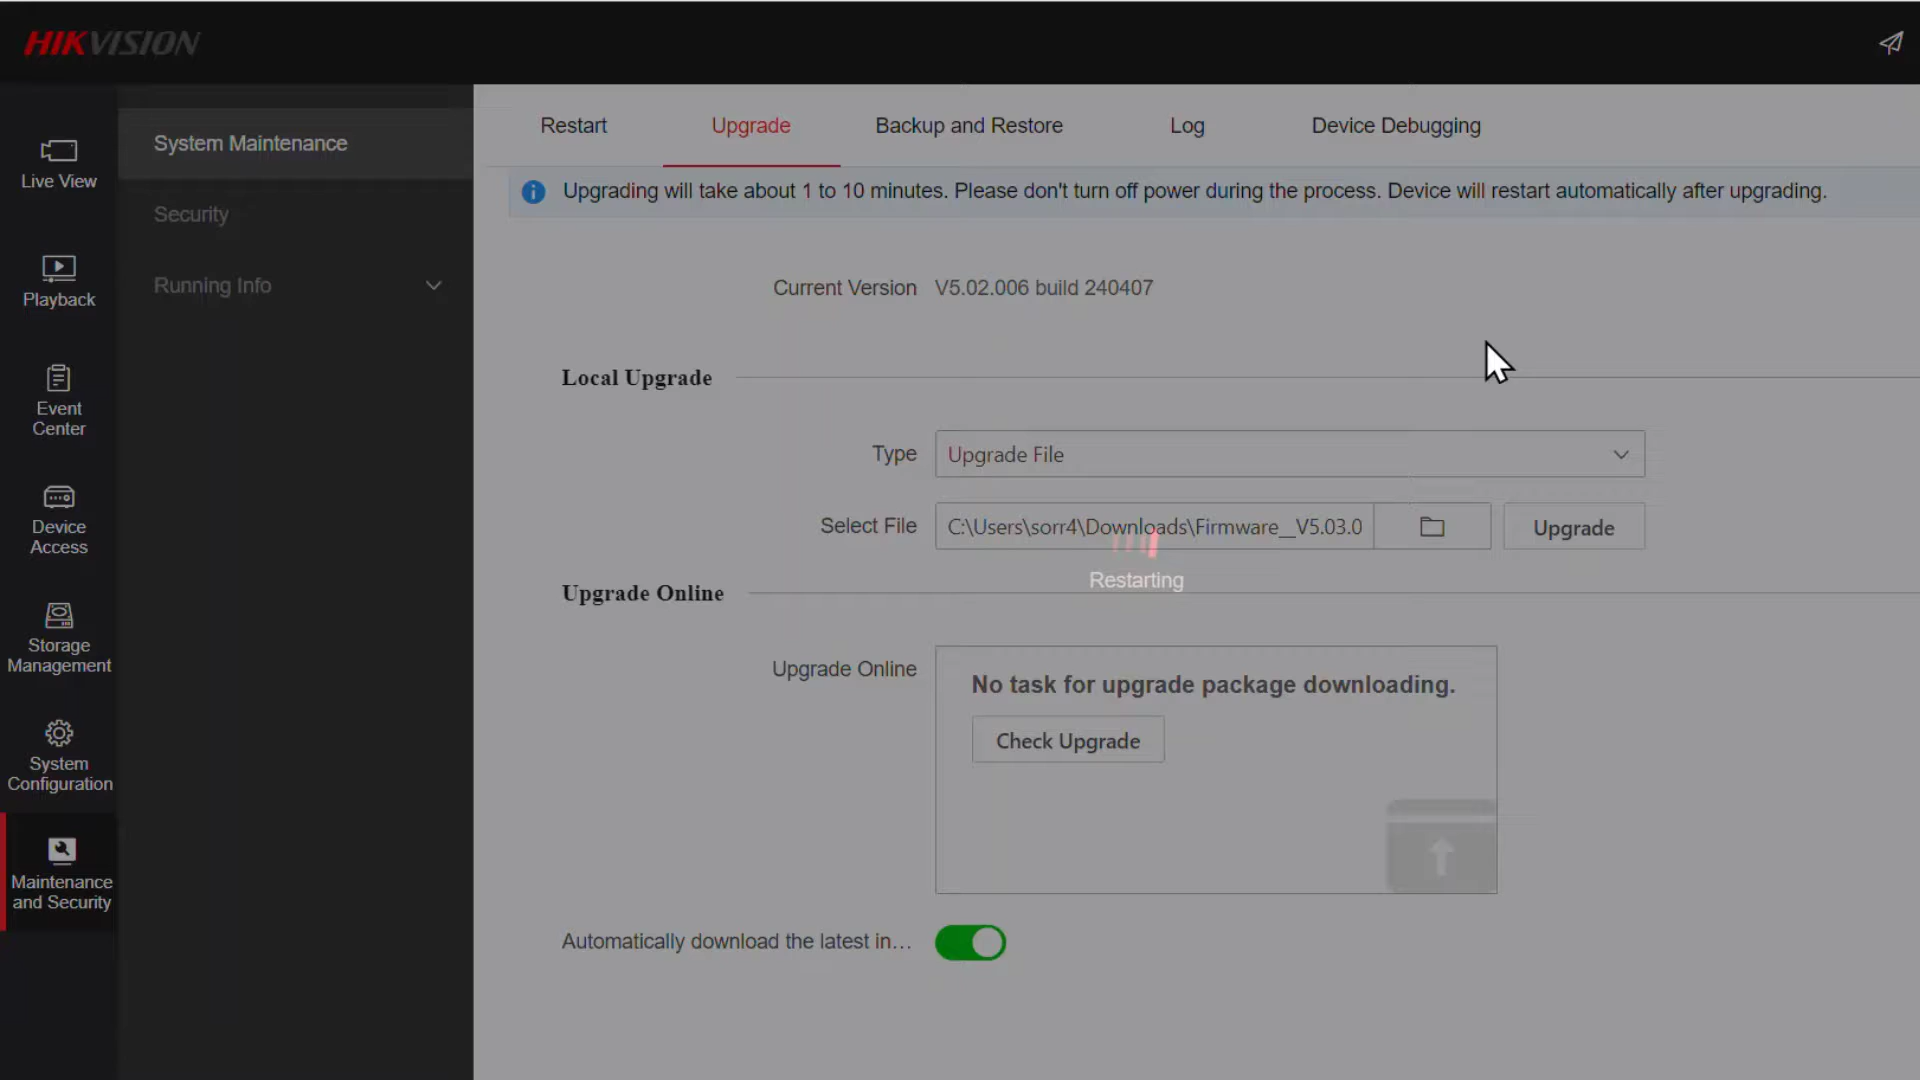 HIKVISION
Live View
Playback
Event
Center
Device
Access
Storage
Management
System
Configuration
Maintenance
and Security
System Maintenance
Security
Running Info
Restart
Upgrade
Backup and Restore
Log
Device Debugging
Upgrading will take about 1 to 10 minutes. Please don't turn off power during the process. Device will restart automatically after upgrading.
Current Version V5.02.006 build 240407
Local Upgrade
Type Upgrade File
Select File C:\Users\sorr4\Downloads\Firmware__V5.03.0 Upgrade
Restarting
Upgrade Online
Upgrade Online
No task for upgrade package downloading.
Check Upgrade
Automatically download the latest in...